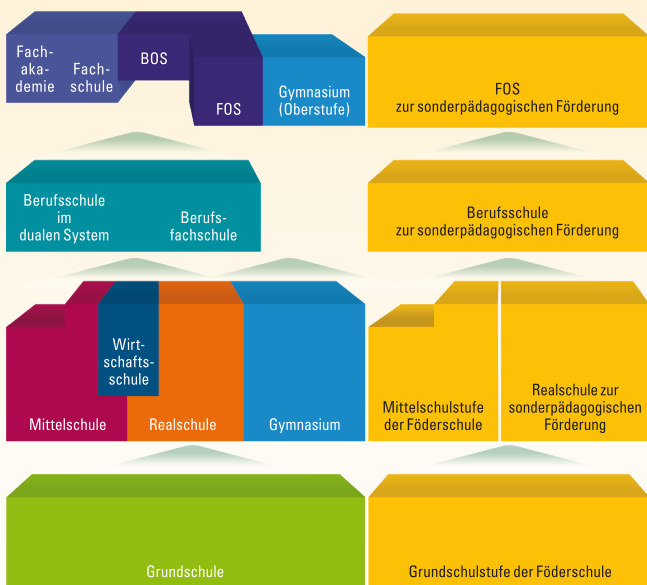 Fach-
aka-
demie
Fach-
schule
BOS
FOS
Gymnasium
(Oberstufe)
FOS
zur sonderpädagogischen Förderung
Berufsschule
im
dualen System
Berufs-
fachschule
Berufsschule
zur sonderpädagogischen Förderung
Wirt-
schafts-
schule
Mittelschule
Realschule
Gymnasium
Mittelschulstufe
der Föderschule
Realschule zur
sonderpädagogischen
Förderung
Grundschule
Grundschulstufe der Föderschule